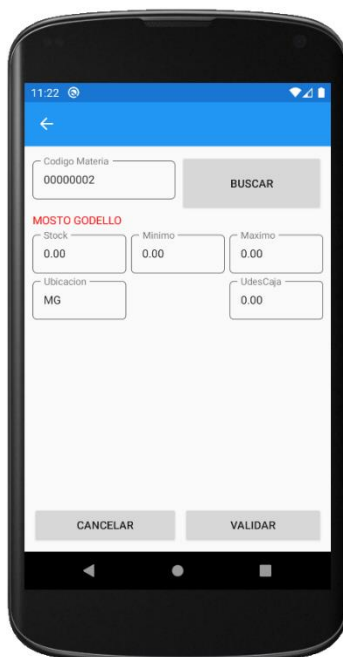 11:22
Codigo Materia
00000002
BUSCAR
MOSTO GODELLO
Stock Minimo Maximo
0.00 0.00 0.00
Ubicacion UdesCaja
MG 0.00
CANCELAR VALIDAR